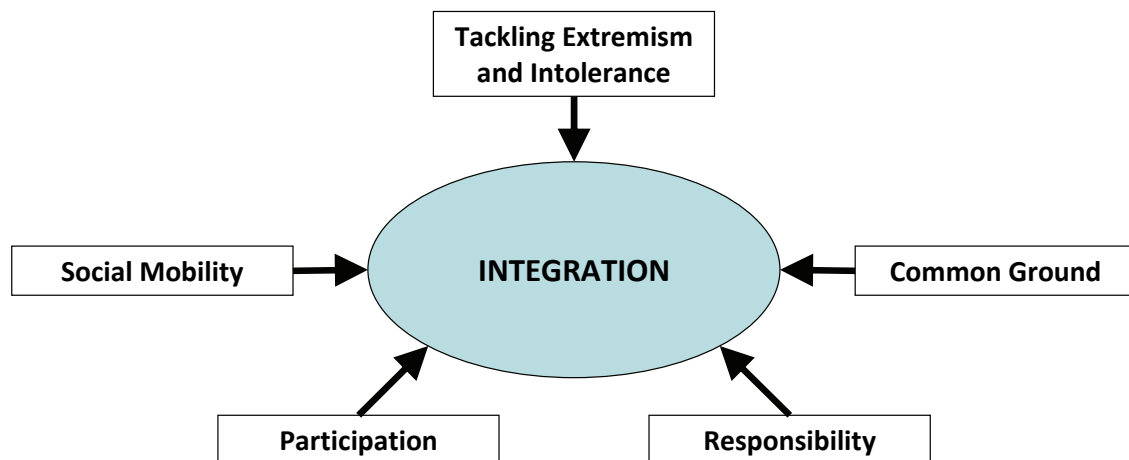 Tackling Extremism
and Intolerance
Social Mobility
INTEGRATION
Common Ground
Participation
Responsibility